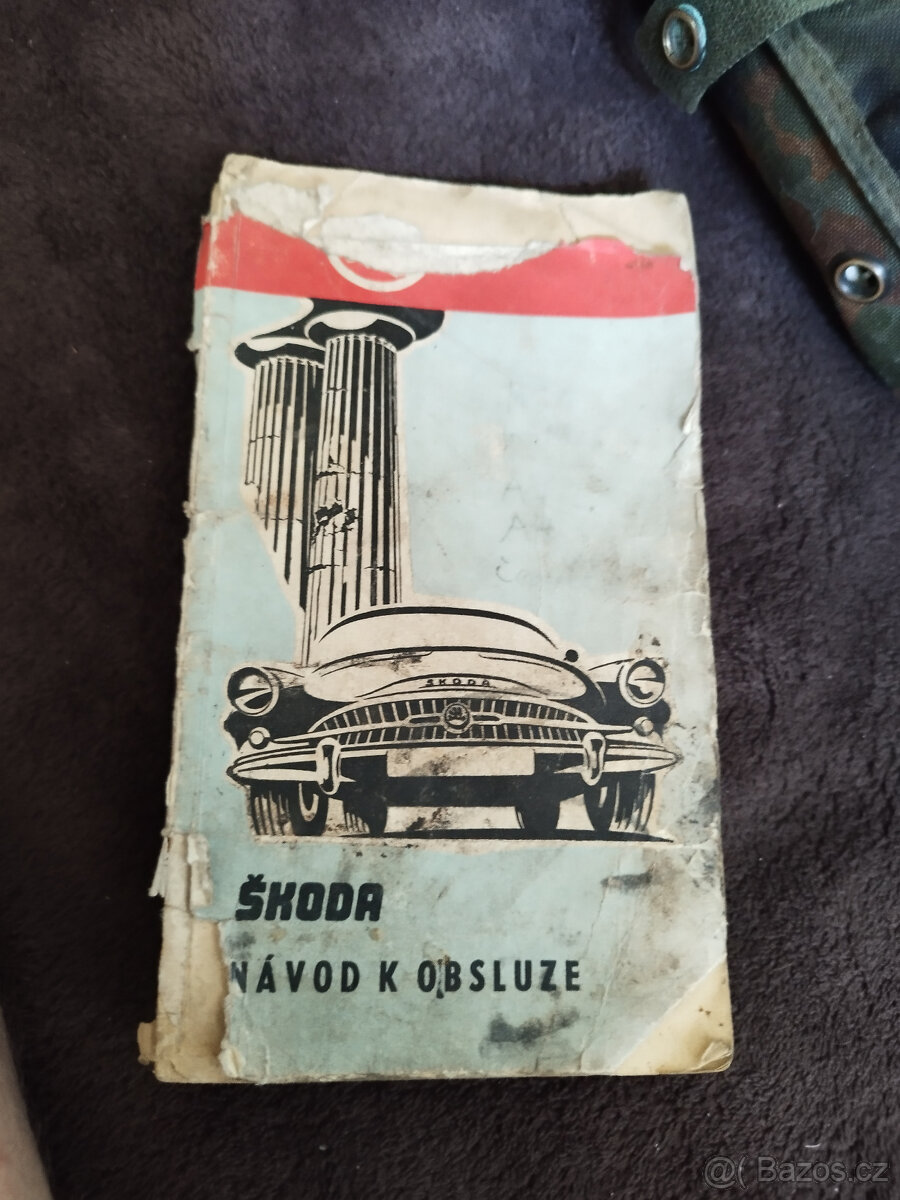 ŠKODA
ŠKODA
NÁVOD K OBSLUZE
@( Bazos.cz